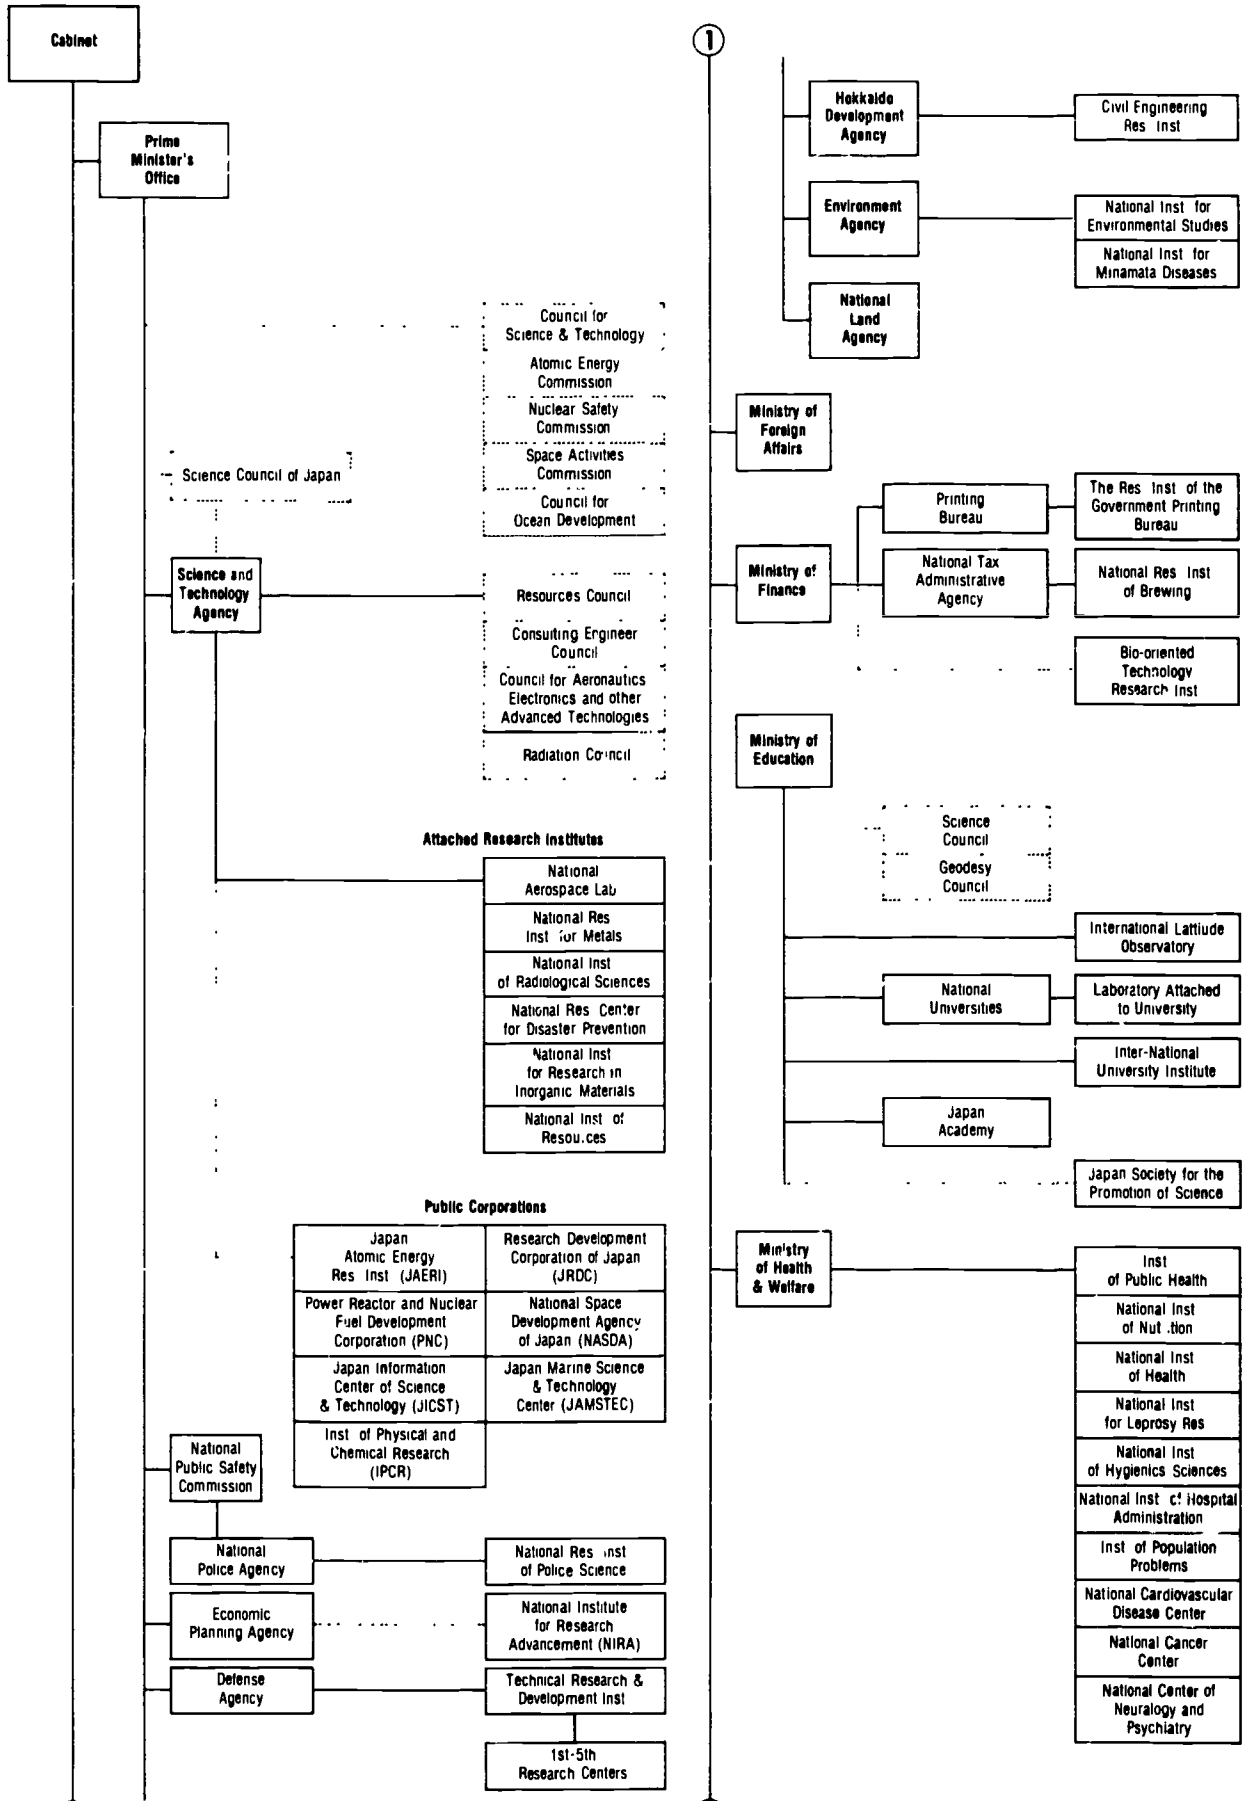 Cabinet
Prime
Minister's
Office
Council for
Science & Technology
Atomic Energy
Commission
Nuclear Safety
Commission
Space Activities
Commission
Council for
Ocean Development
Science Council of Japan
Science and
Technology
Agency
Resources Council
Consulting Engineer
Council
Council for Aeronautics
Electronics and other
Advanced Technologies
Radiation Council
Attached Research Institutes
National
Aerospace Lab
National Res
Inst for Metals
National Inst
of Radiological Sciences
National Res Center
for Disaster Prevention
National Inst
for Research in
Inorganic Materials
National Inst of
Public Corporations
Japan
Atomic Energy
Res Inst (JAERI)
Research Development
Corporation of Japan
(JRDC)
Power Reactor and Nuclear
Fuel Development
Corporation (PNC)
National Space
Development Agency
of Japan (NASDA)
Japan Information
Center of Science
& Technology (JICST)
Japan Marine Science
& Technology
Center (JAMSTEC)
Inst of Physical and
Chemical Research
(IPCR)
National
Public Safety
Commission
National
Police Agency
National Res Inst
of Police Science
Economic
Planning Agency
National Institute
for Research
Advancement (NIRA)
Defense
Agency
Technical Research &
Development Inst
1st-5th
Research Centers
1
Hokkaido
Development
Agency
Civil Engineering
Res Inst
Environment
Agency
National Inst for
Environmental Studies
National Inst for
Minamata Diseases
National
Land
Agency
Ministry of
Foreign
Affairs
Printing
Bureau
The Res Inst of the
Government Printing
Bureau
Ministry of
Finance
National Tax
Administrative
Agency
National Res Inst
of Brewing
Bio-oriented
Technology
Research Inst
Ministry of
Education
Science
Council
Geodesy
Council
International Lattiude
Observatory
National
Universities
Laboratory Attached
to University
Inter-National
University Institute
Japan
Academy
Japan Society for the
Promotion of Science
Ministry
of Health
& Welfare
Inst
of Public Health
National Inst
of
National Inst
of Health
National Inst
for Leprosy Res
National Inst
of Hygienics Sciences
National Inst of Hospital
Administration
Inst of Population
Problems
National Cardiovascular
Disease Center
National Cancer
Center
National Center of
Neuralogy and
Psychiatry